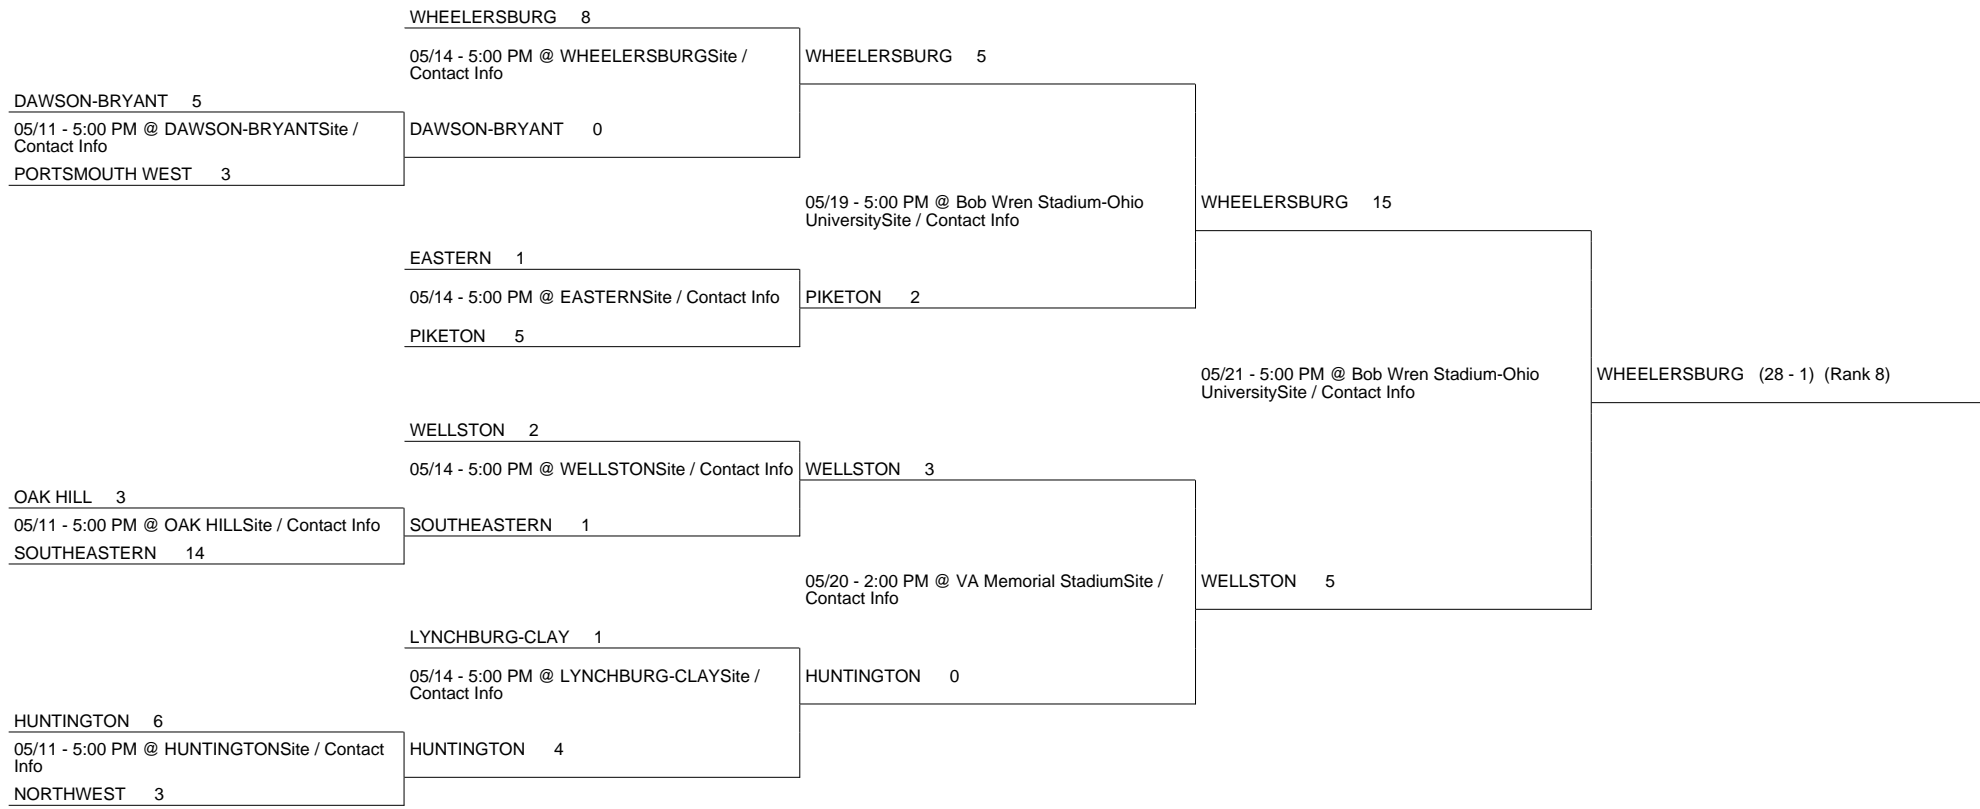 WHEELERSBURG 8
05/14 - 5:00 PM @ WHEELERSBURGSite /
Contact Info
WHEELERSBURG 5
DAWSON-BRYANT 5
05/11 - 5:00 PM @ DAWSON-BRYANTSite /
Contact Info
DAWSON-BRYANT 0
PORTSMOUTH WEST 3
05/19 - 5:00 PM @ Bob Wren Stadium-Ohio
UniversitySite / Contact Info
WHEELERSBURG 15
EASTERN 1
05/14 - 5:00 PM @ EASTERNSite / Contact Info
PIKETON 2
PIKETON 5
05/21 - 5:00 PM @ Bob Wren Stadium-Ohio
UniversitySite / Contact Info
WHEELERSBURG (28 - 1) (Rank 8)
WELLSTON 2
05/14 - 5:00 PM @ WELLSTONSite / Contact Info
WELLSTON 3
OAK HILL 3
05/11 - 5:00 PM @ OAK HILLSite / Contact Info
SOUTHEASTERN 1
SOUTHEASTERN 14
05/20 - 2:00 PM @ VA Memorial StadiumSite /
Contact Info
WELLSTON 5
LYNCHBURG-CLAY 1
05/14 - 5:00 PM @ LYNCHBURG-CLAYSite /
Contact Info
HUNTINGTON 0
HUNTINGTON 6
05/11 - 5:00 PM @ HUNTINGTONSite / Contact
Info
HUNTINGTON 4
NORTHWEST 3